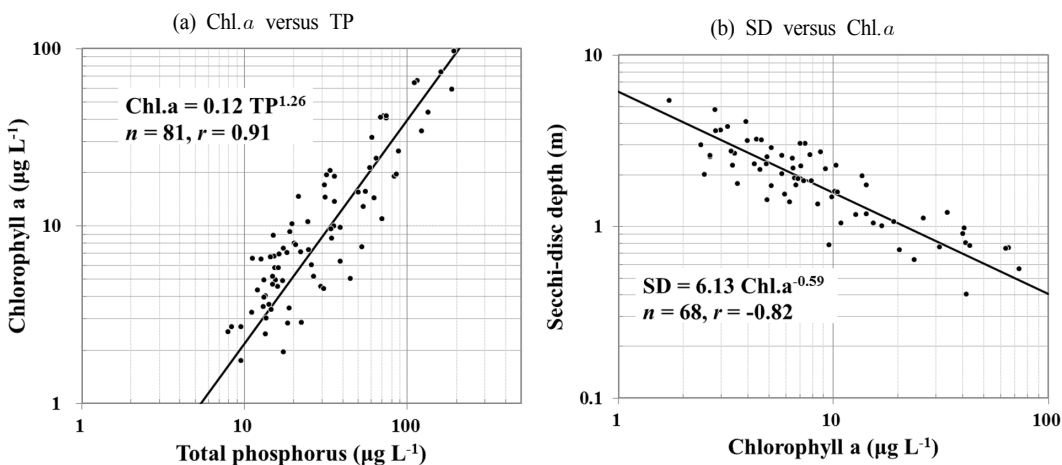 (a) Chl.a versus TP
100
10
1
Chlorophyll a (µg L⁻¹)
Chl.a = 0.12 TP¹·²⁶
n = 81, r = 0.91
1 10 100
Total phosphorus (µg L⁻¹)
(b) SD versus Chl.a
10
1
0.1
Secchi-disc depth (m)
SD = 6.13 Chl.a⁻⁰·⁵⁹
n = 68, r = -0.82
1 10 100
Chlorophyll a (µg L⁻¹)